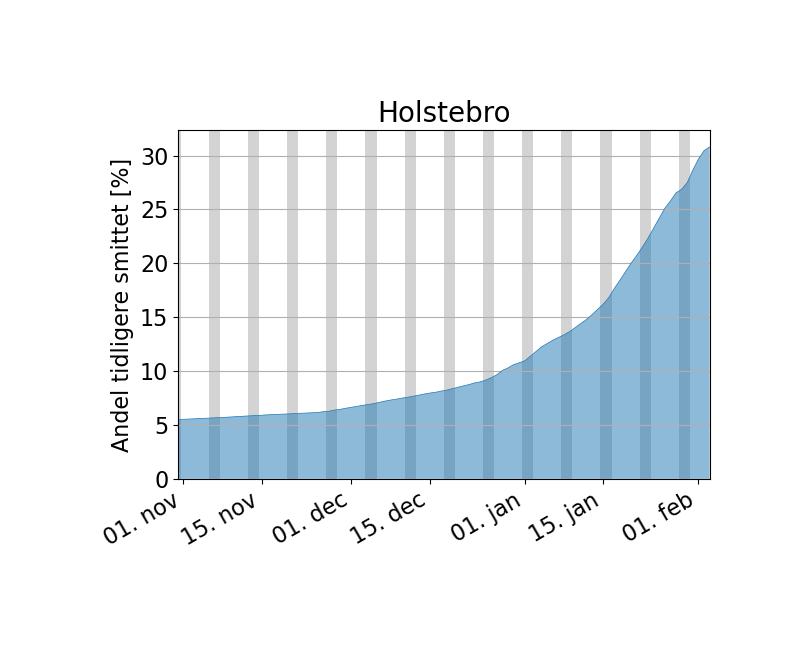 Holstebro
Andel tidligere smittet [%]
30
25
20
15
10
5
0
01. nov
15. nov
01. dec
15. dec
01. jan
15. jan
01. feb